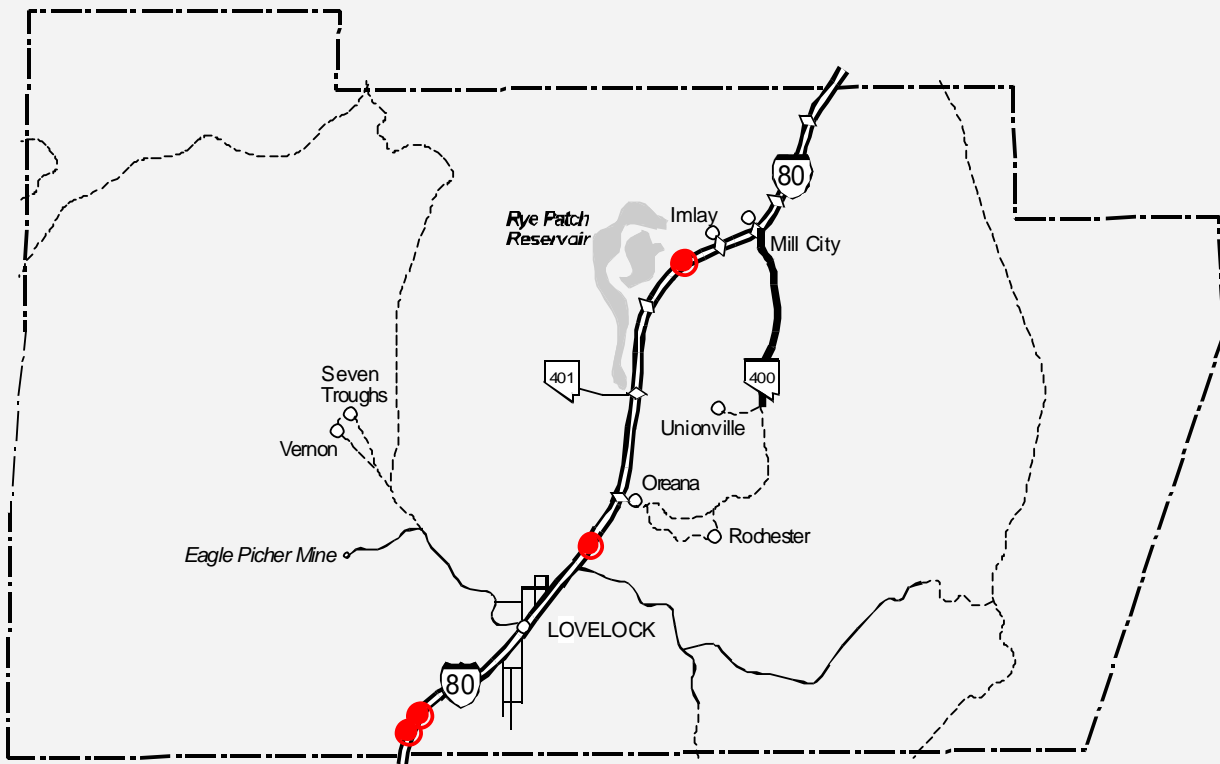 80
Rye Patch
Reservair
Imlay
Mill City
401
400
Seven
Troughs
Vernon
Unionville
Oreana
Rochester
Eagle Picher Mine
LOVELOCK
80